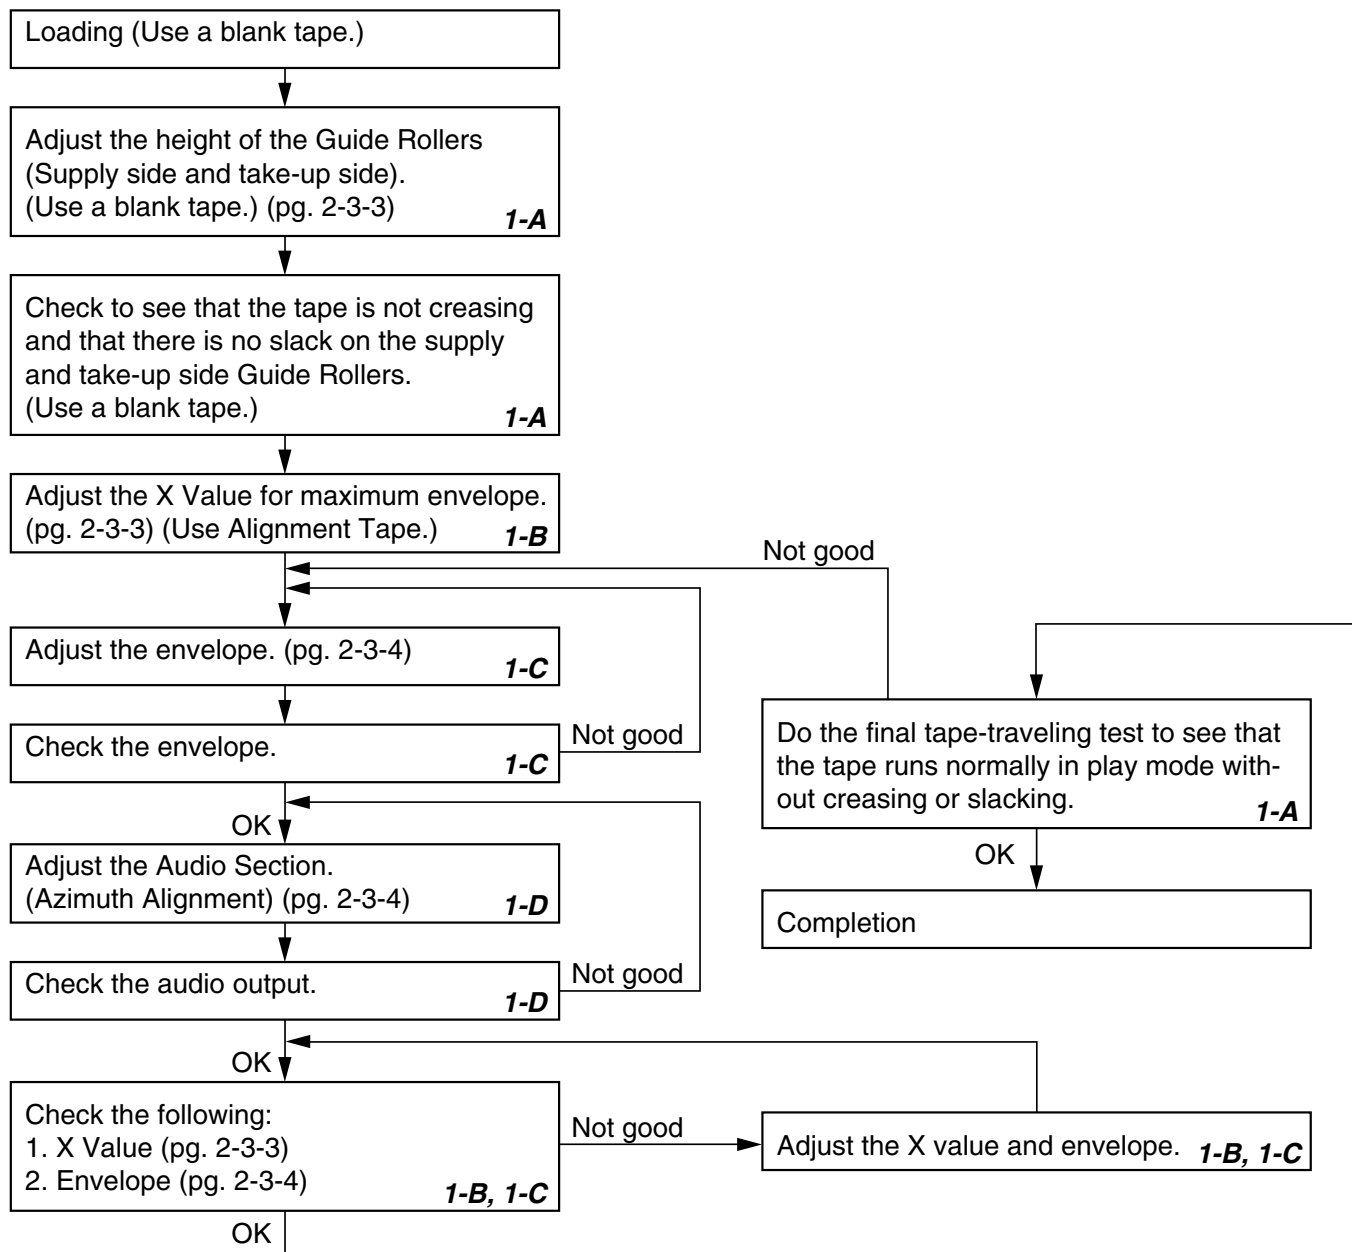 Loading (Use a blank tape.)
Adjust the height of the Guide Rollers
(Supply side and take-up side).
(Use a blank tape.) (pg. 2-3-3)
1-A
Check to see that the tape is not creasing
and that there is no slack on the supply
and take-up side Guide Rollers.
(Use a blank tape.)
1-A
Adjust the X Value for maximum envelope.
(pg. 2-3-3) (Use Alignment Tape.)
1-B
Not good
Adjust the envelope. (pg. 2-3-4)
1-C
Check the envelope.
1-C
Not good
OK
Adjust the Audio Section.
(Azimuth Alignment) (pg. 2-3-4)
1-D
Check the audio output.
1-D
Not good
OK
Check the following:
1. X Value (pg. 2-3-3)
2. Envelope (pg. 2-3-4)
1-B, 1-C
Not good
Adjust the X value and envelope.
1-B, 1-C
OK
Do the final tape-traveling test to see that
the tape runs normally in play mode with-
out creasing or slacking.
1-A
OK
Completion